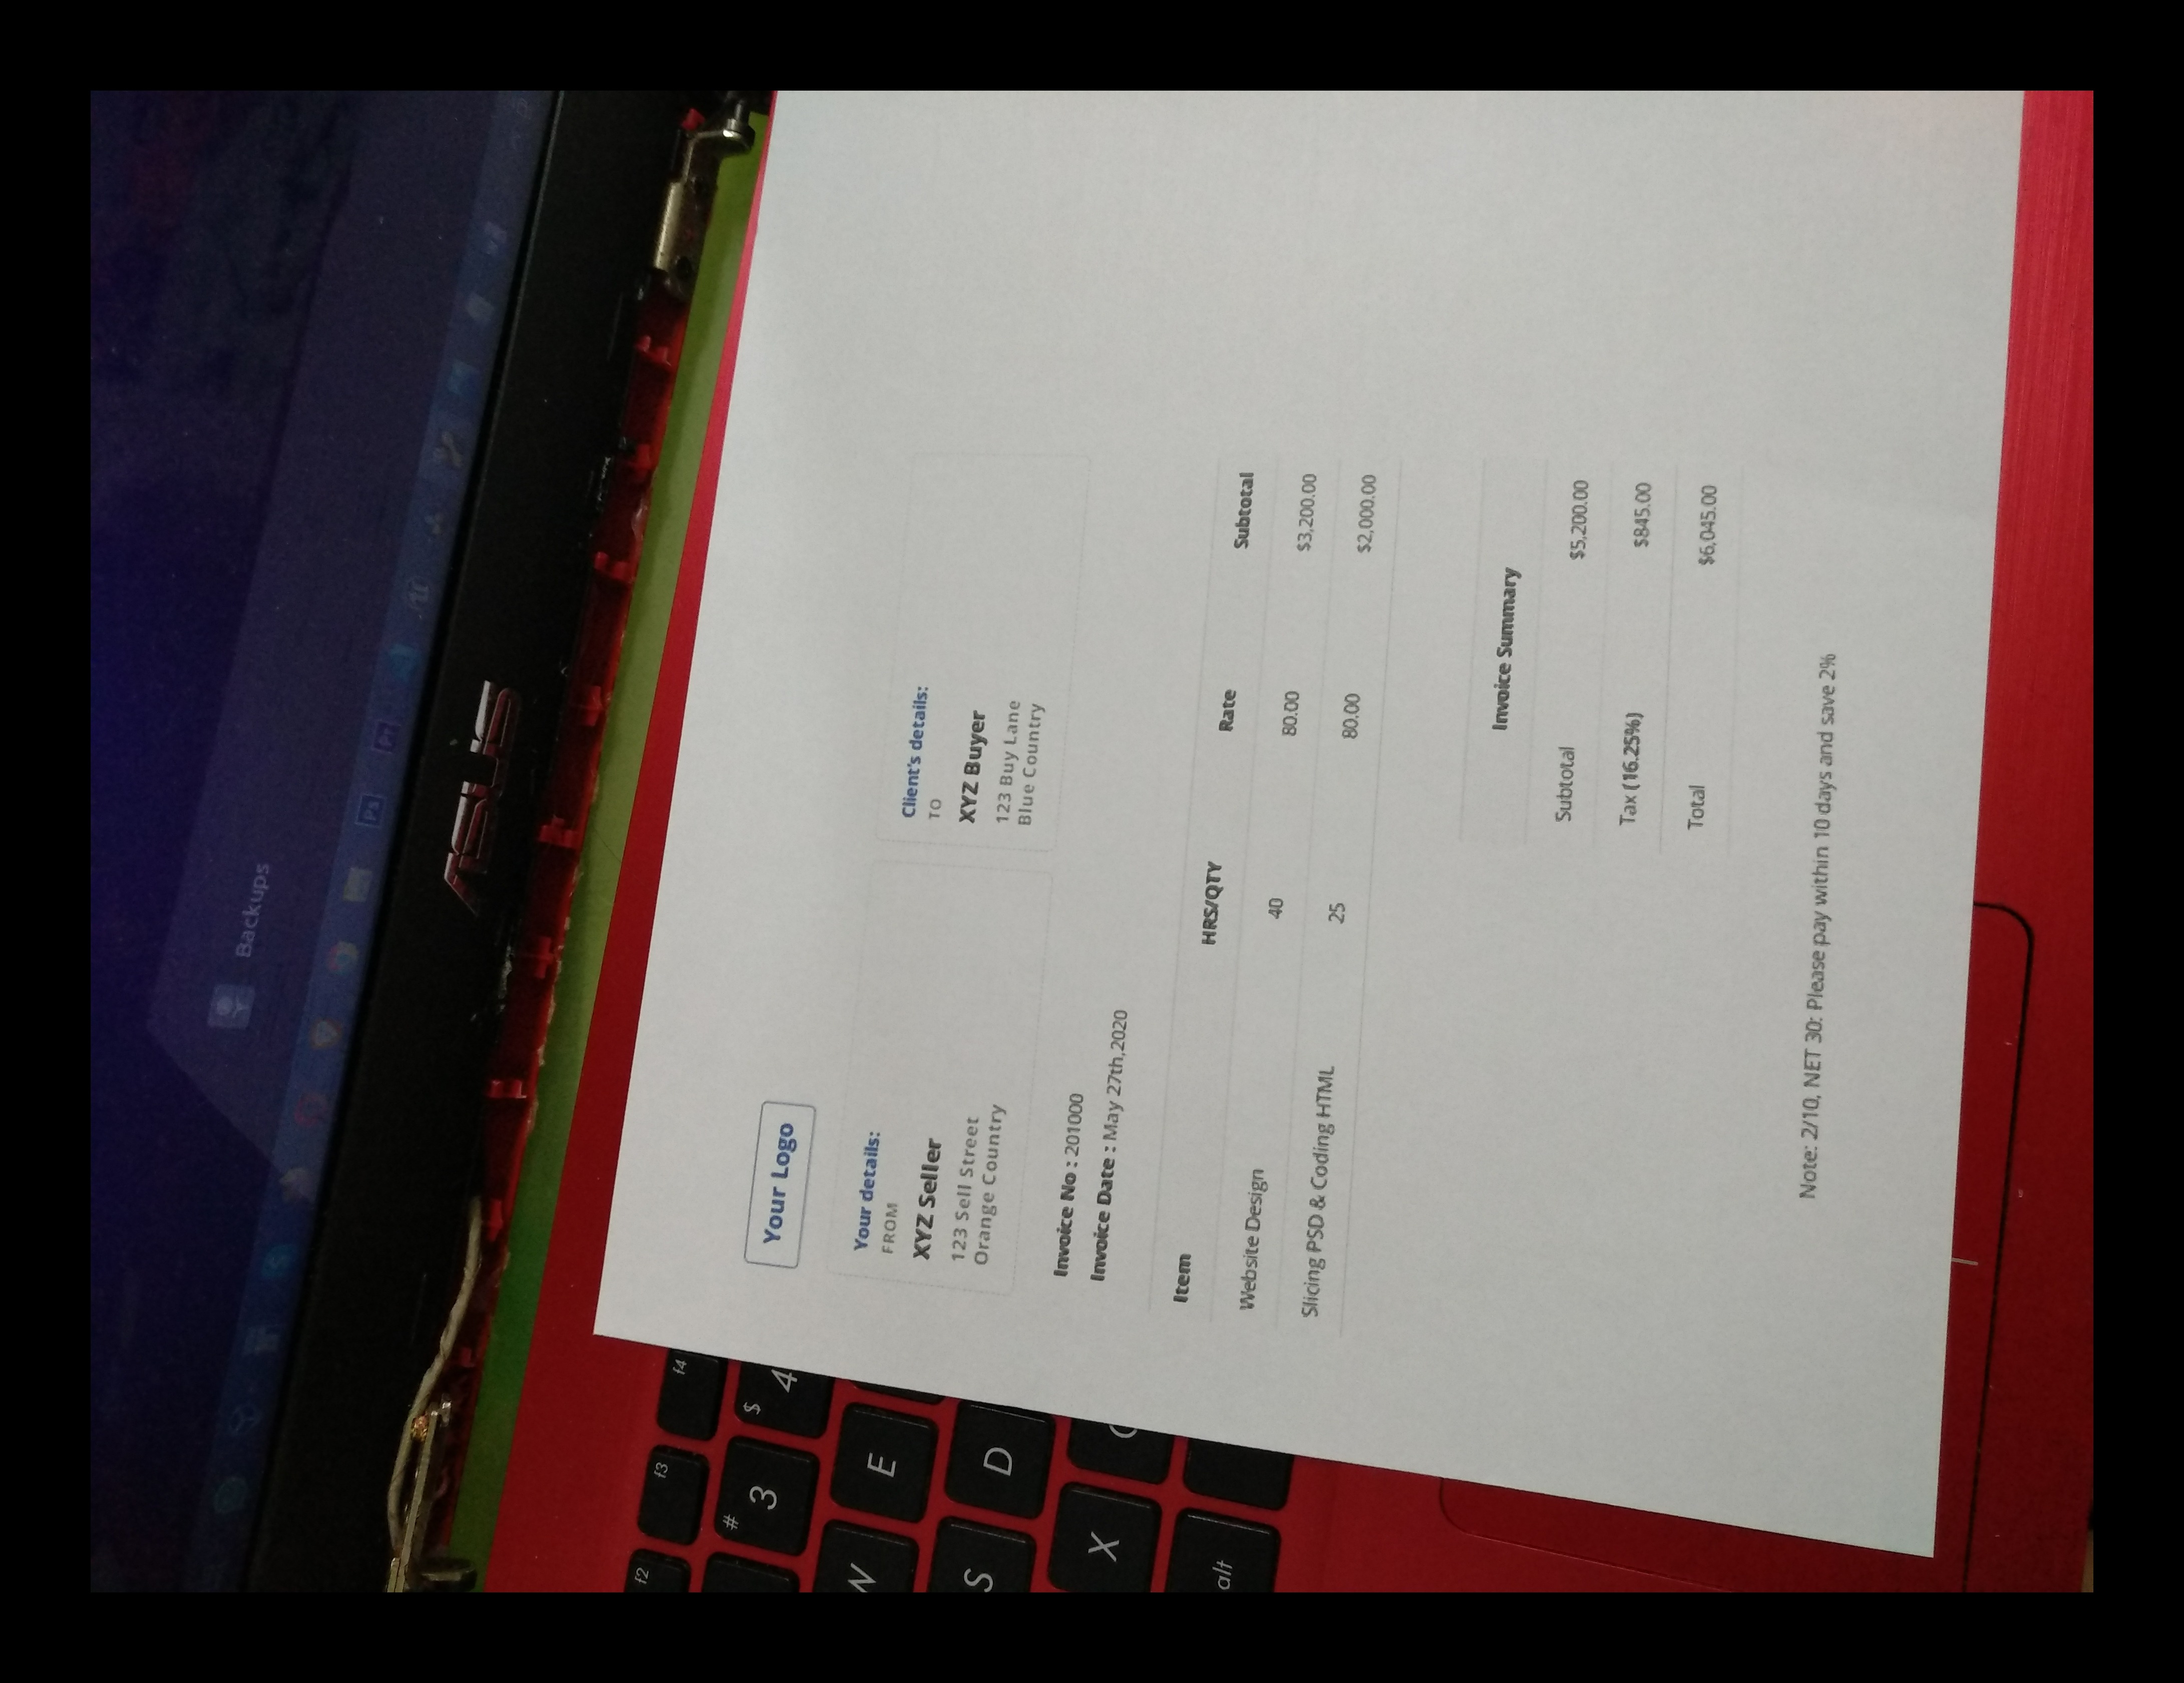 Backups
ASUS
Ps
Pr
Your Logo
Your details:
FROM
XYZ Seller
123 Sell Street
Orange Country
Client's details:
TO
XYZ Buyer
123 Buy Lane
Blue Country
Invoice No : 201000
Invoice Date : May 27th,2020
Item HRS/QTY Rate Subtotal
Website Design 40 80.00 $3,200.00
Slicing PSD & Coding HTML 25 80.00 $2,000.00
Invoice Summary
Subtotal $5,200.00
Tax (16.25%) $845.00
Total $6,045.00
Note: 2/10, NET 30: Please pay within 10 days and save 2%
f2 f3 f4
# 3 $ 4
W E
S D
X
alt